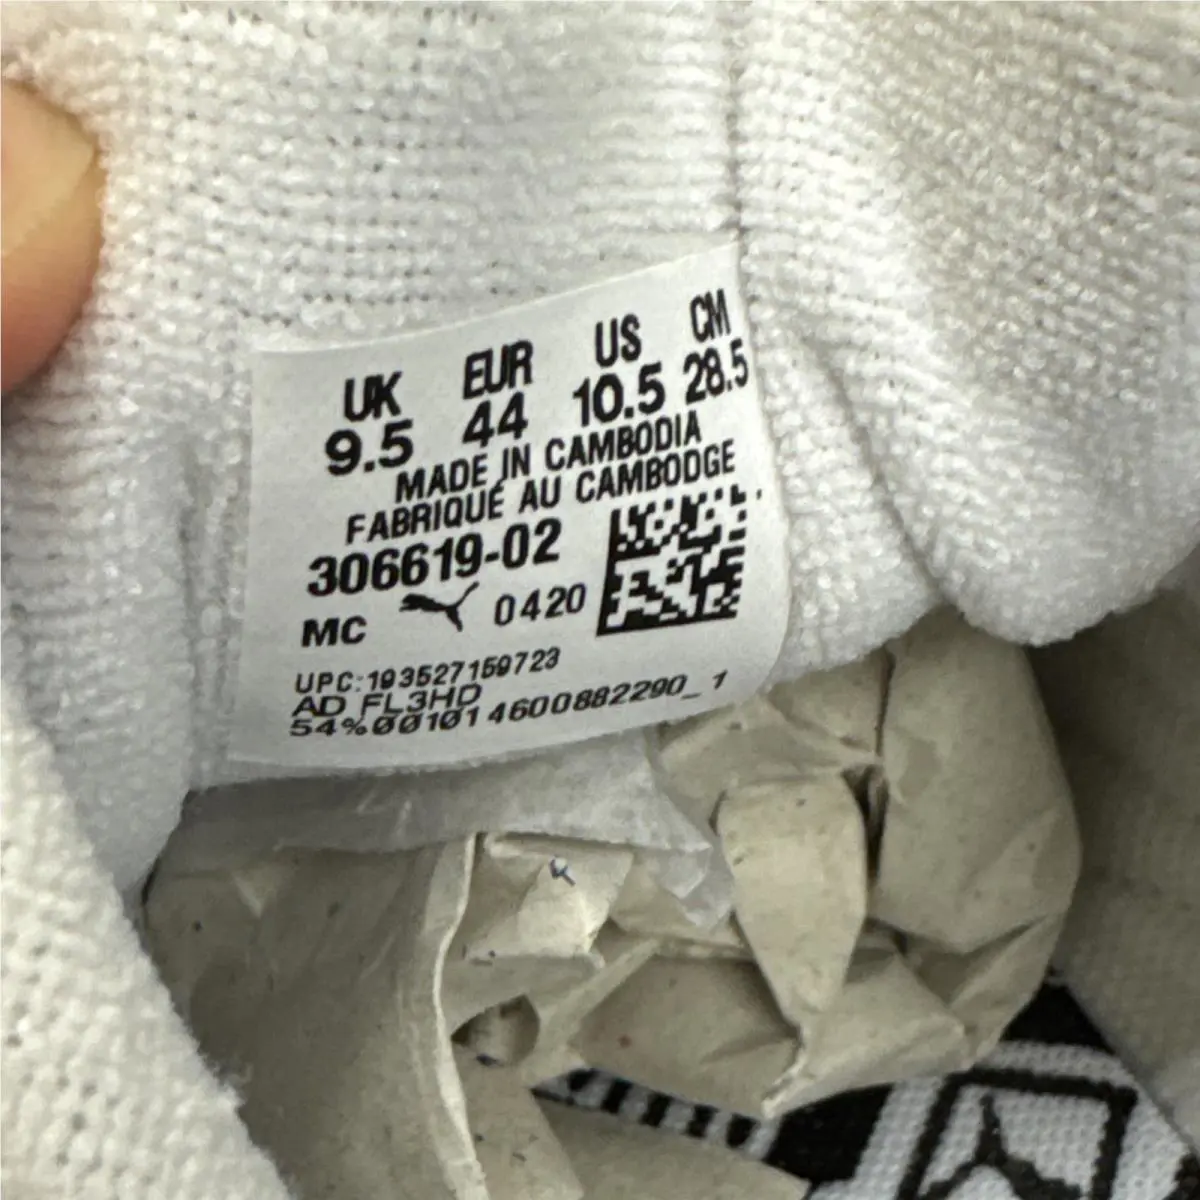 UK EUR US CM
9.5 44 10.5 28.5
MADE IN CAMBODIA
FABRIQUÉ AU CAMBODGE
306619-02
MC 0420
UPC:193527159723
AD FL3HD
54%001014600882290_1